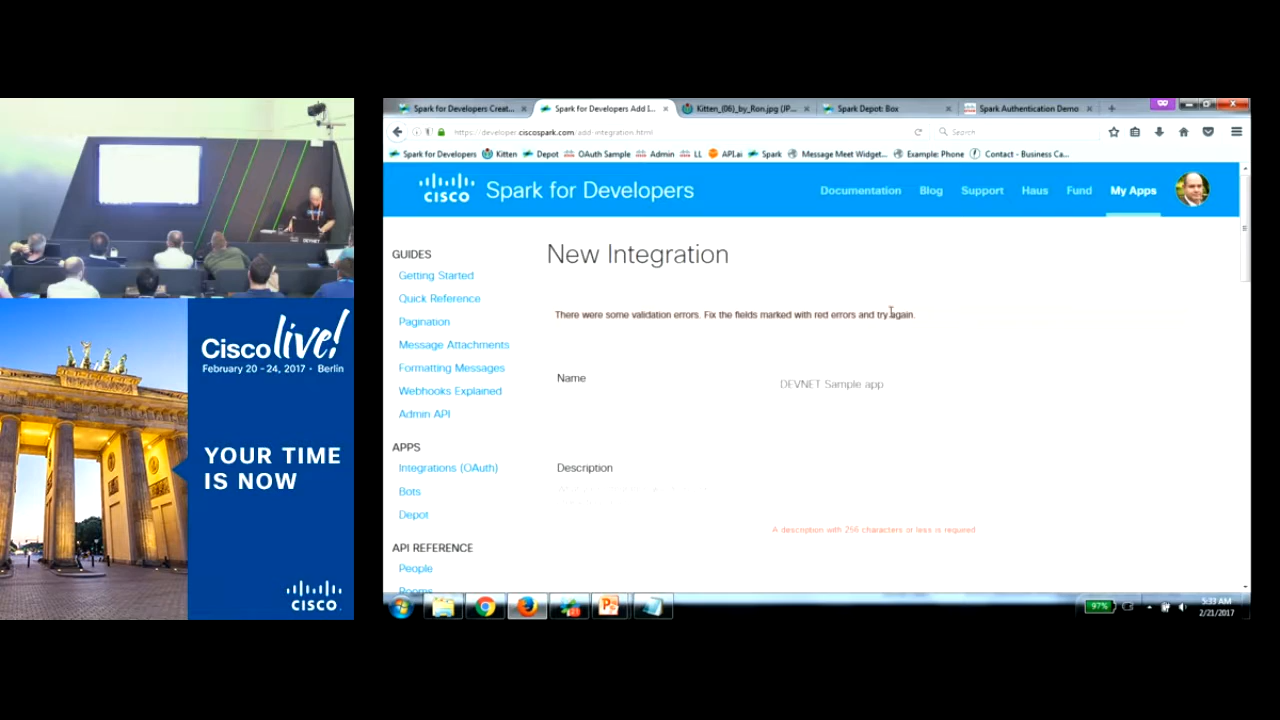 Spark for Developers Creat...
Spark for Developers Add I...
Kitten_(06)_by_Ron.jpg (JP...
Spark Depot: Box
Spark Authentication Demo
https://developer.ciscospark.com/add-integration.html
Search
Spark for Developers
Kitten
Depot
OAuth Sample
Admin
LL
API.ai
Spark
Message Meet Widget...
Example: Phone
Contact - Business Ca...
CISCO
Spark for Developers
Documentation
Blog
Support
Haus
Fund
My Apps
GUIDES
Getting Started
Quick Reference
Pagination
Message Attachments
Formatting Messages
Webhooks Explained
Admin API
APPS
Integrations (OAuth)
Bots
Depot
API REFERENCE
People
Rooms
New Integration
There were some validation errors. Fix the fields marked with red errors and try again.
Name
DEVNET Sample app
Description
A description with 256 characters or less is required
97%
5:33 AM
2/21/2017
DEVNET
Cisco live!
February 20 - 24, 2017 • Berlin
YOUR TIME
IS NOW
CISCO